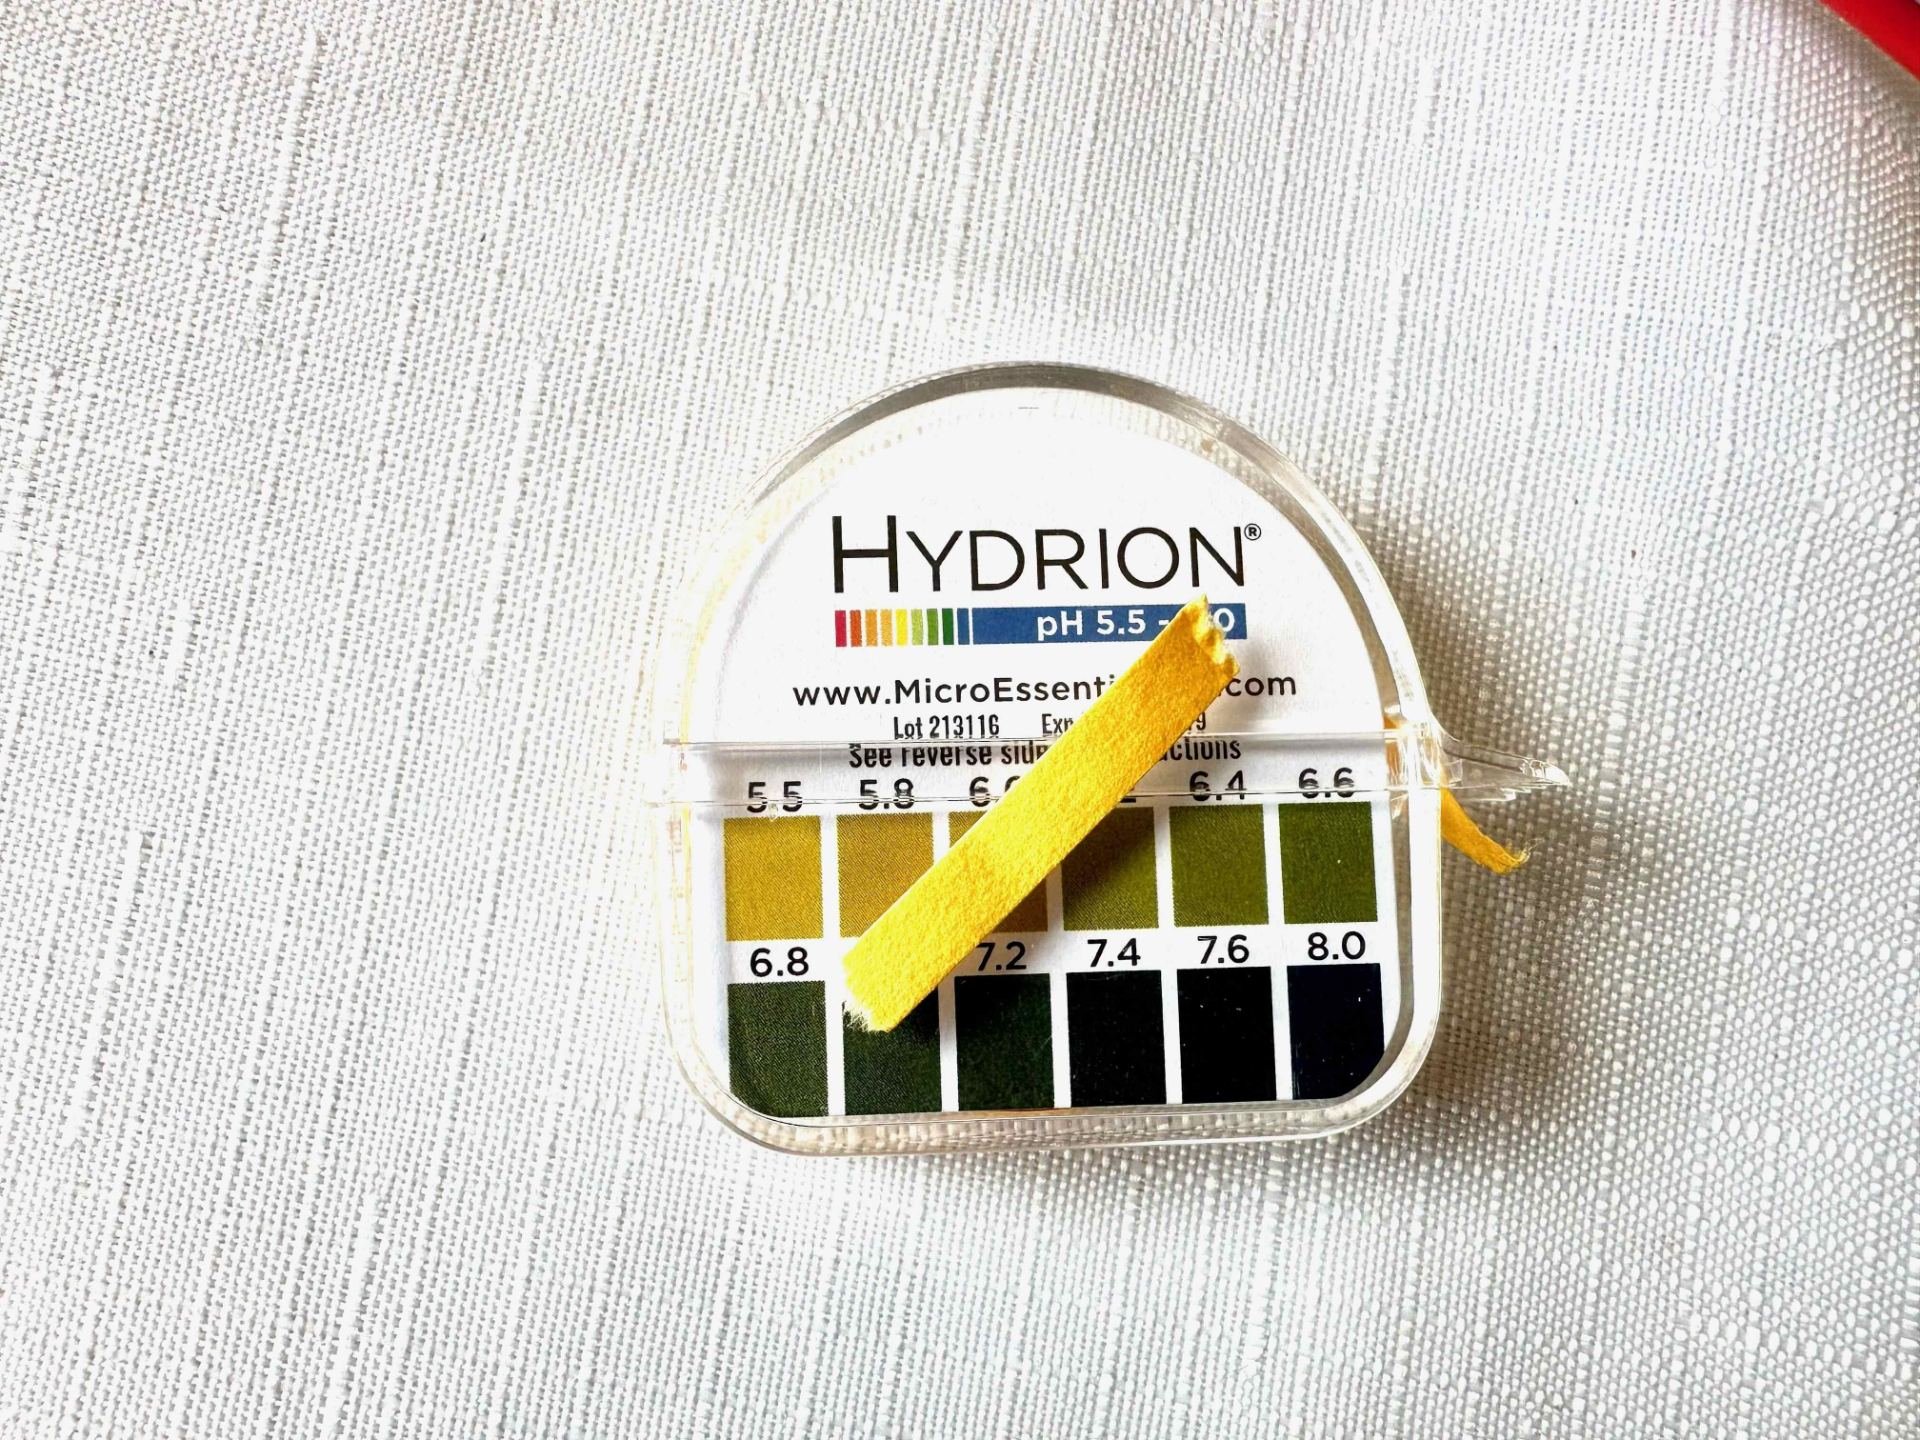 HYDRION®
pH 5.5 -
www.MicroEssenti com
Lot 213116 Exp
See reverse side
5.5 5.8 6.4 6.6
6.8 7.2 7.4 7.6 8.0